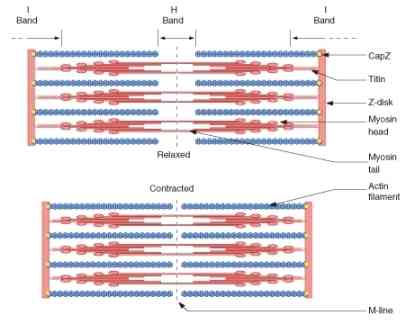 I
Band
H
Band
I
Band
CapZ
Titin
Z-disk
Myosin
head
Myosin
tail
Relaxed
Contracted
Actin
filament
M-line